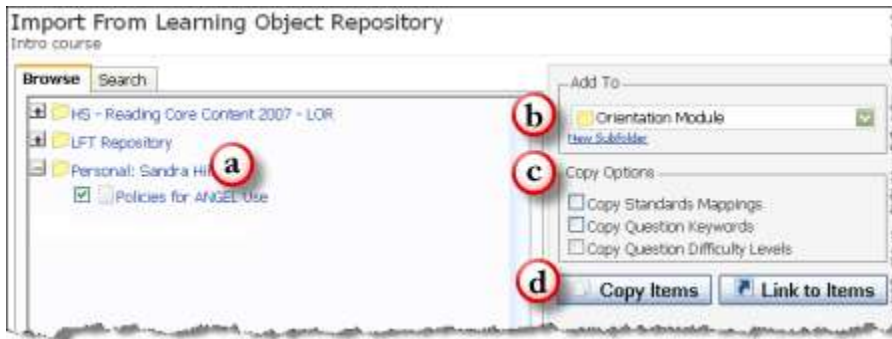 Import From Learning Object Repository
Intro course
Browse Search
HS - Reading Core Content 2007 - LOR
LFT Repository
Personal: Sandra
a
Policies for ANGEL Use
Add To
b
Orientation Module
New Subfolder
c
Copy Options
Copy Standards Mappings
Copy Question Keywords
Copy Question Difficulty Levels
d
Copy Items Link to Items